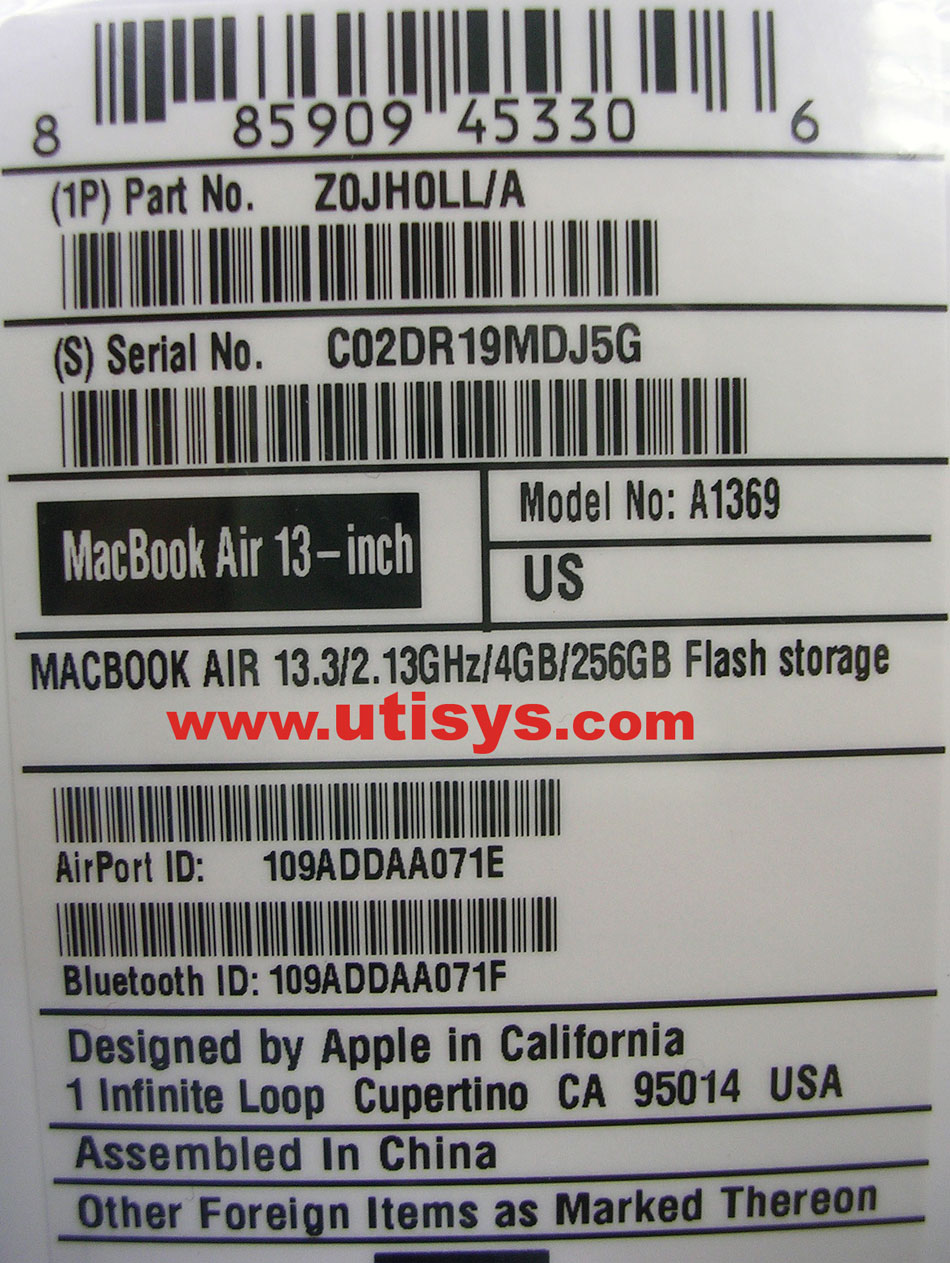 8 85909 45330 6
(1P) Part No. Z0JH0LL/A
(S) Serial No. C02DR19MDJ5G
MacBook Air 13-inch
Model No: A1369
US
MACBOOK AIR 13.3/2.13GHz/4GB/256GB Flash storage
www.utisys.com
AirPort ID: 109ADDAA071E
Bluetooth ID: 109ADDAA071F
Designed by Apple in California
1 Infinite Loop Cupertino CA 95014 USA
Assembled In China
Other Foreign Items as Marked Thereon